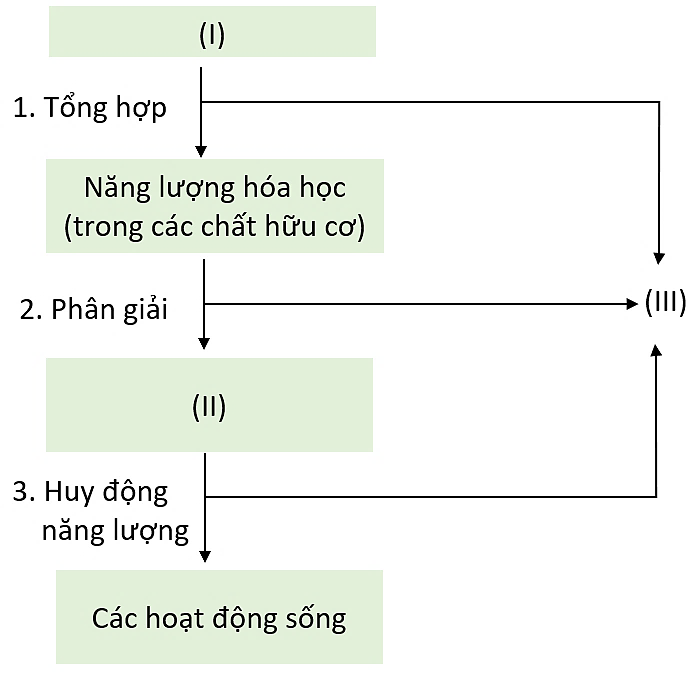 (I)
1. Tổng hợp
Năng lượng hóa học
(trong các chất hữu cơ)
2. Phân giải
(III)
(II)
3. Huy động
năng lượng
Các hoạt động sống